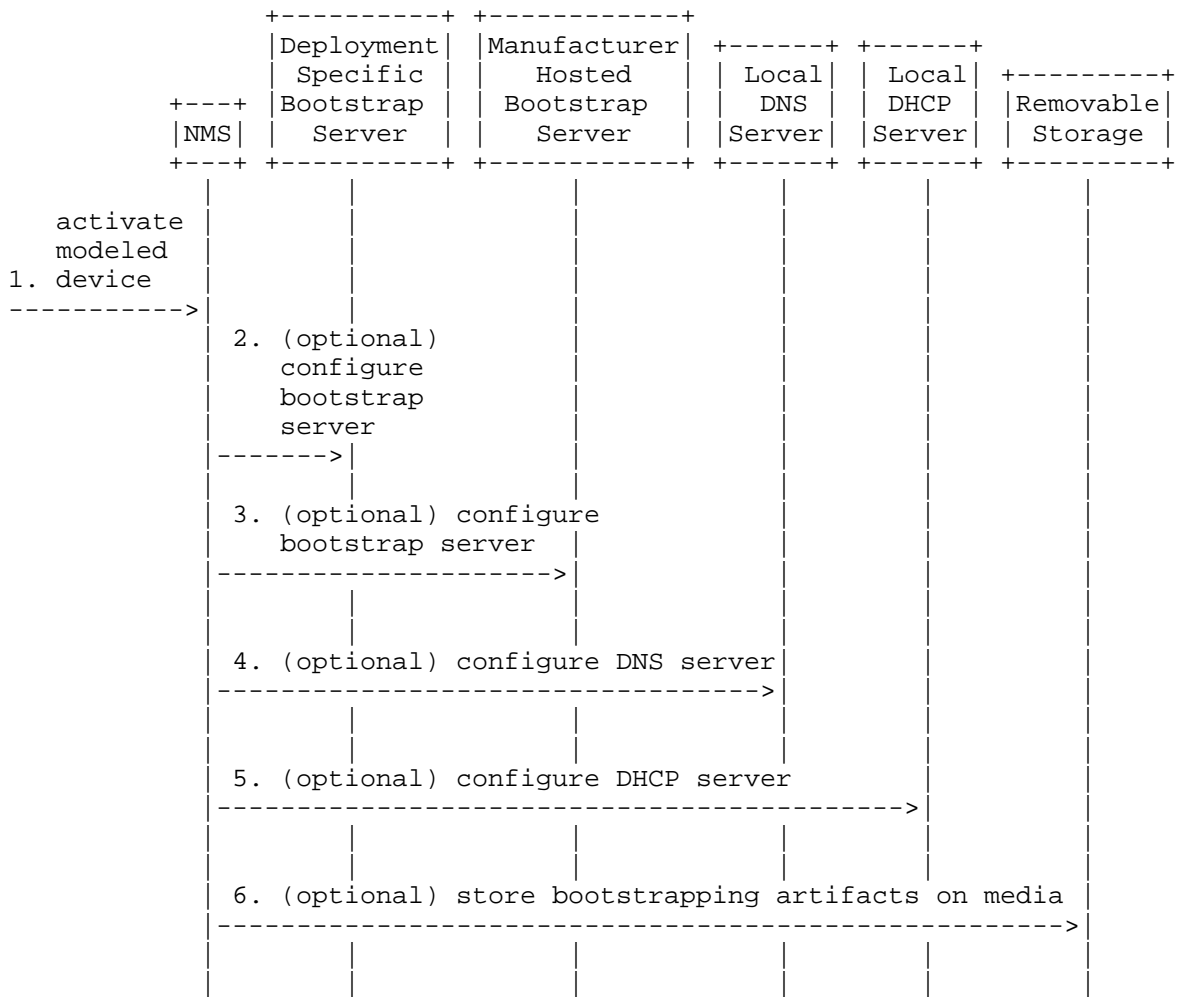 Deployment Manufacturer
Specific Hosted Local Local
Bootstrap Bootstrap DNS DHCP Removable
NMS Server Server Server Server Storage
activate
modeled
1. device
2. (optional)
configure
bootstrap
server
3. (optional) configure
bootstrap server
4. (optional) configure DNS server
5. (optional) configure DHCP server
6. (optional) store bootstrapping artifacts on media